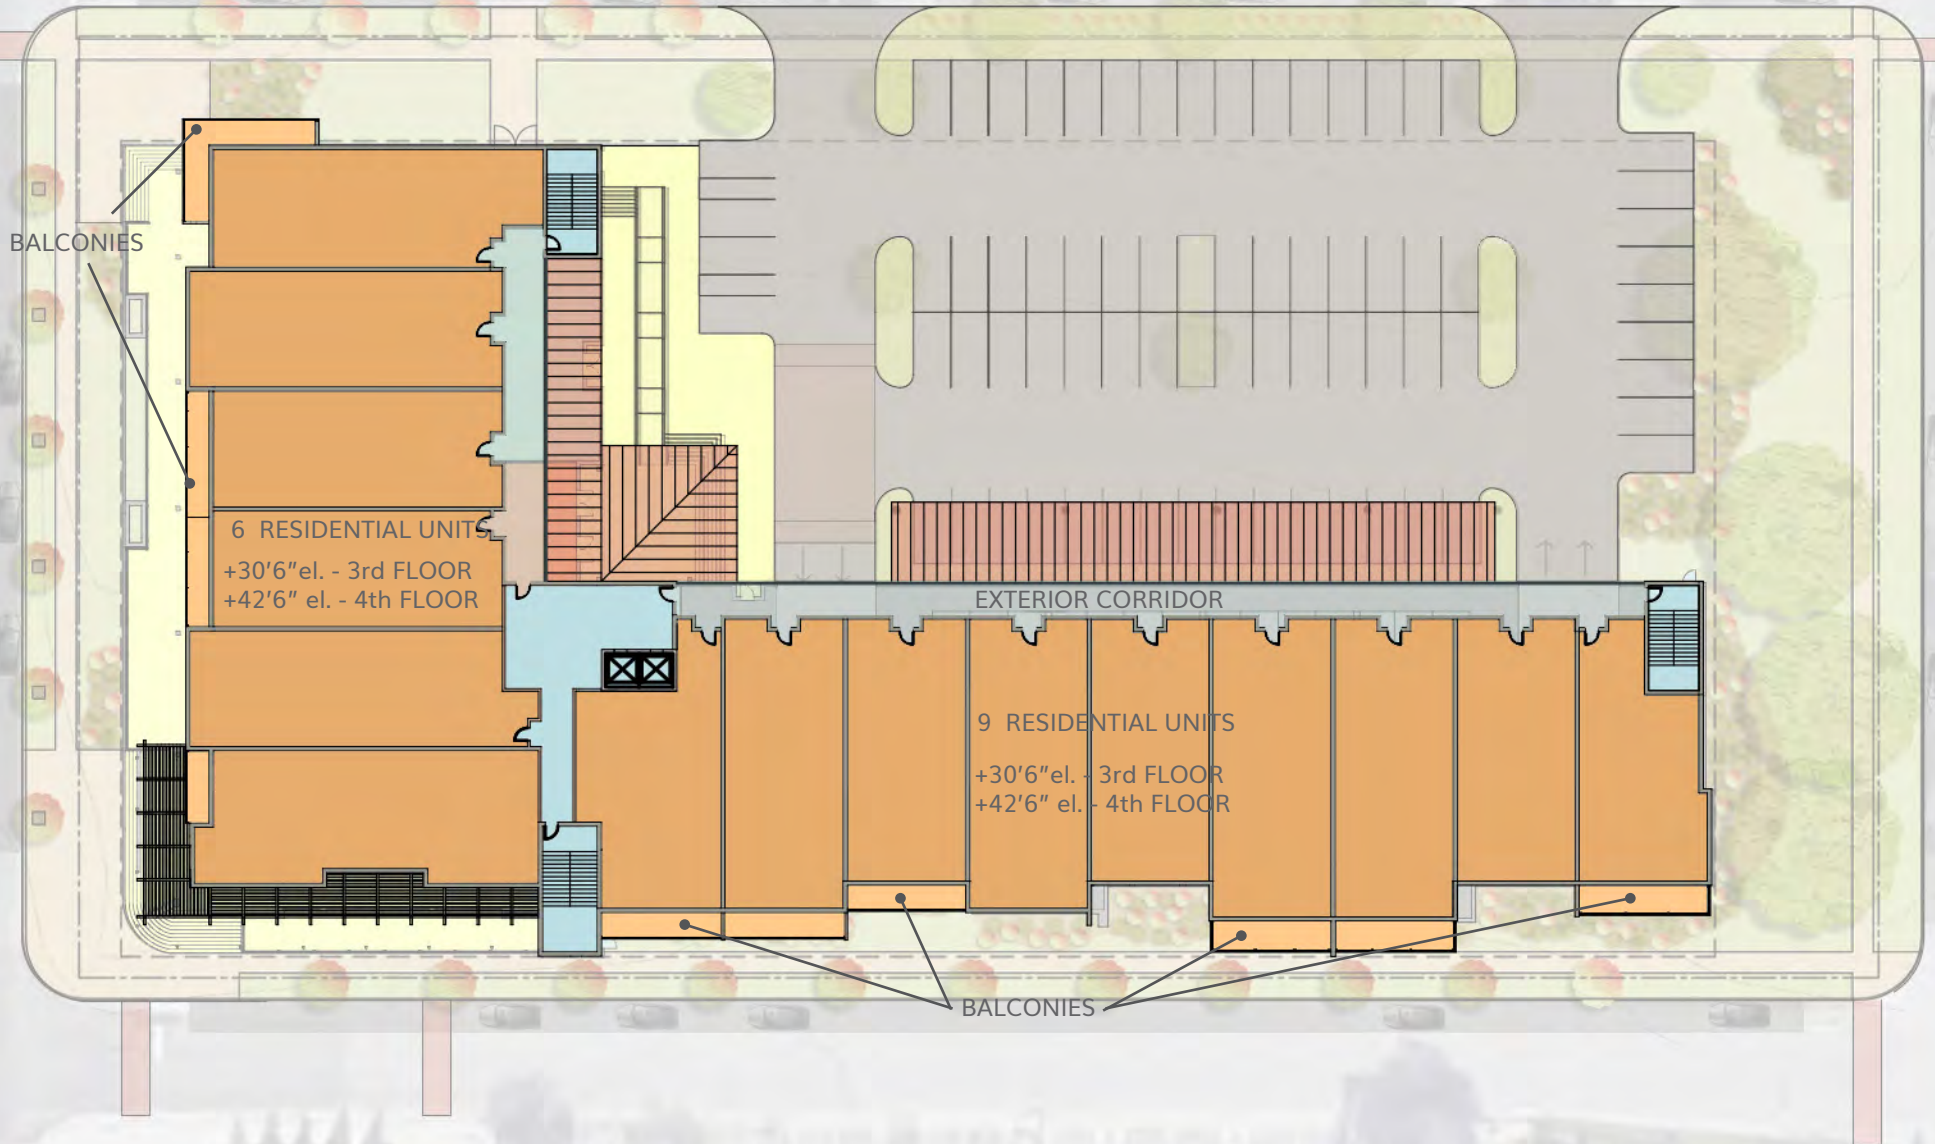 BALCONIES
6 RESIDENTIAL UNITS
+30'6"el. - 3rd FLOOR
+42'6" el. - 4th FLOOR
EXTERIOR CORRIDOR
9 RESIDENTIAL UNITS
+30'6"el. - 3rd FLOOR
+42'6" el. - 4th FLOOR
BALCONIES